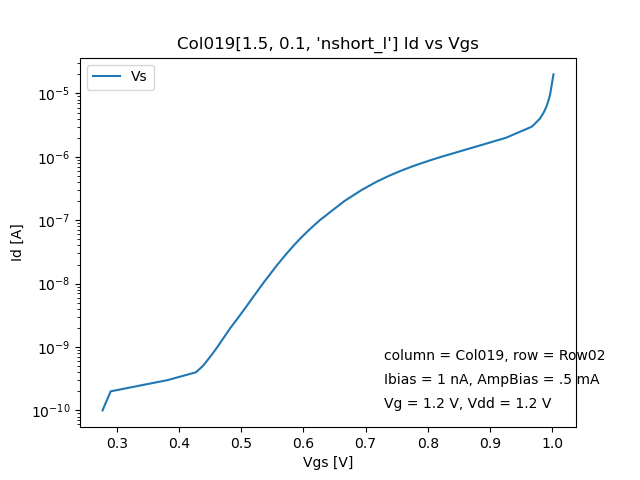 Col019[1.5, 0.1, 'nshort_l'] Id vs Vgs
Vs
10⁻⁵
10⁻⁶
10⁻⁷
10⁻⁸
10⁻⁹
10⁻¹⁰
Id [A]
column = Col019, row = Row02
Ibias = 1 nA, AmpBias = .5 mA
Vg = 1.2 V, Vdd = 1.2 V
0.3 0.4 0.5 0.6 0.7 0.8 0.9 1.0
Vgs [V]